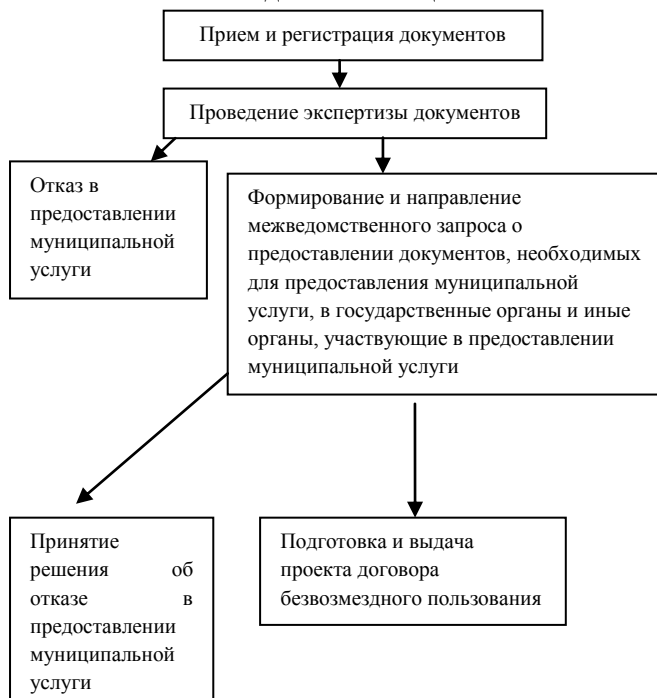 Прием и регистрация документов
Проведение экспертизы документов
Отказ в
предоставлении
муниципальной
услуги
Формирование и направление
межведомственного запроса о
предоставлении документов, необходимых
для предоставления муниципальной
услуги, в государственные органы и иные
органы, участвующие в предоставлении
муниципальной услуги
Принятие
решения об
отказе в
предоставлении
муниципальной
услуги
Подготовка и выдача
проекта договора
безвозмездного пользования